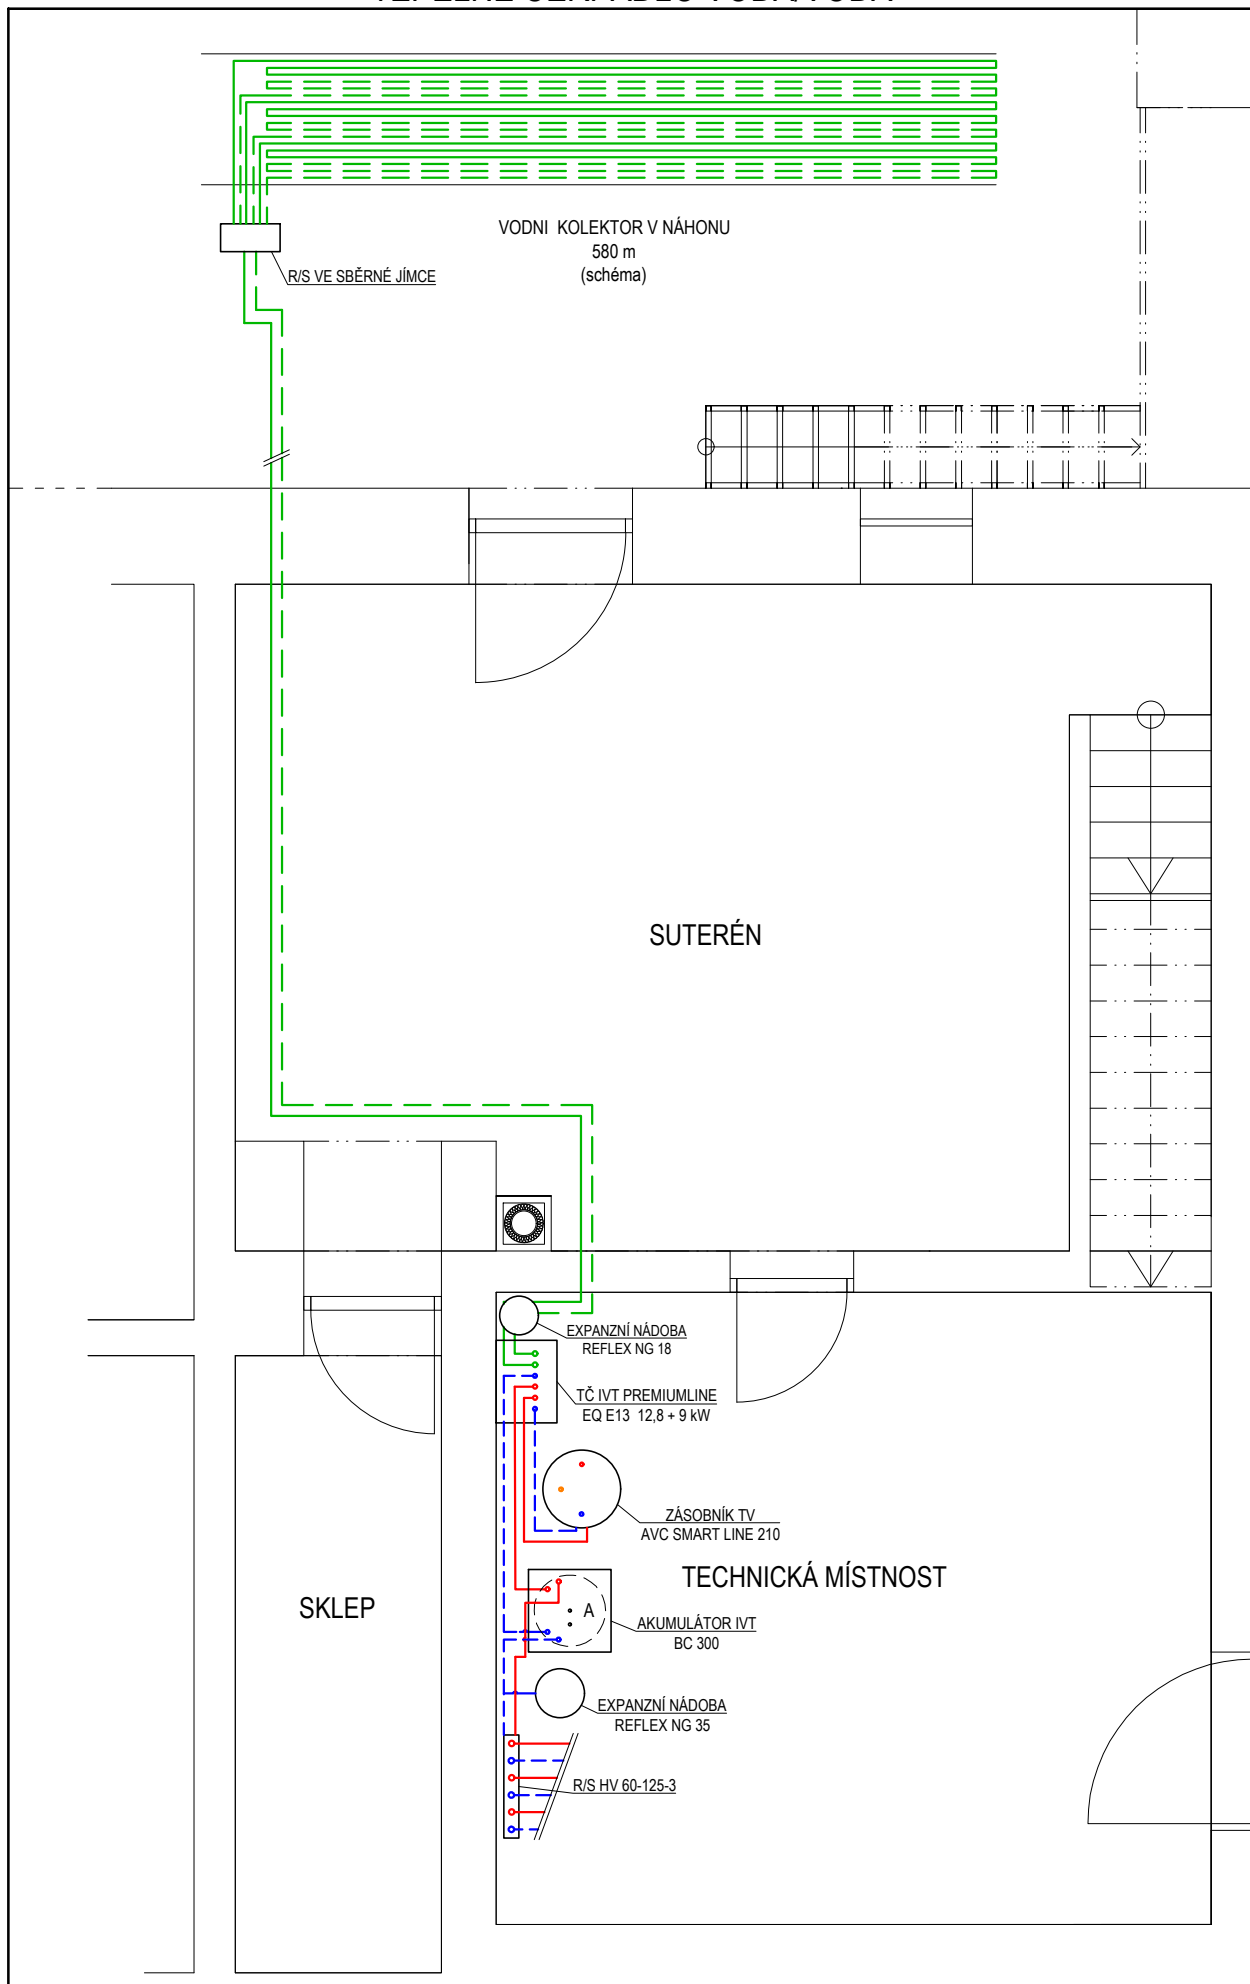 VODNI KOLEKTOR V NÁHONU
580 m
(schéma)
R/S VE SBĚRNÉ JÍMCE
SUTERÉN
EXPANZNÍ NÁDOBA
REFLEX NG 18
TČ IVT PREMIUMLINE
EQ E13 12,8 + 9 kW
ZÁSOBNÍK TV
AVC SMART LINE 210
TECHNICKÁ MÍSTNOST
SKLEP
A
AKUMULÁTOR IVT
BC 300
EXPANZNÍ NÁDOBA
REFLEX NG 35
R/S HV 60-125-3